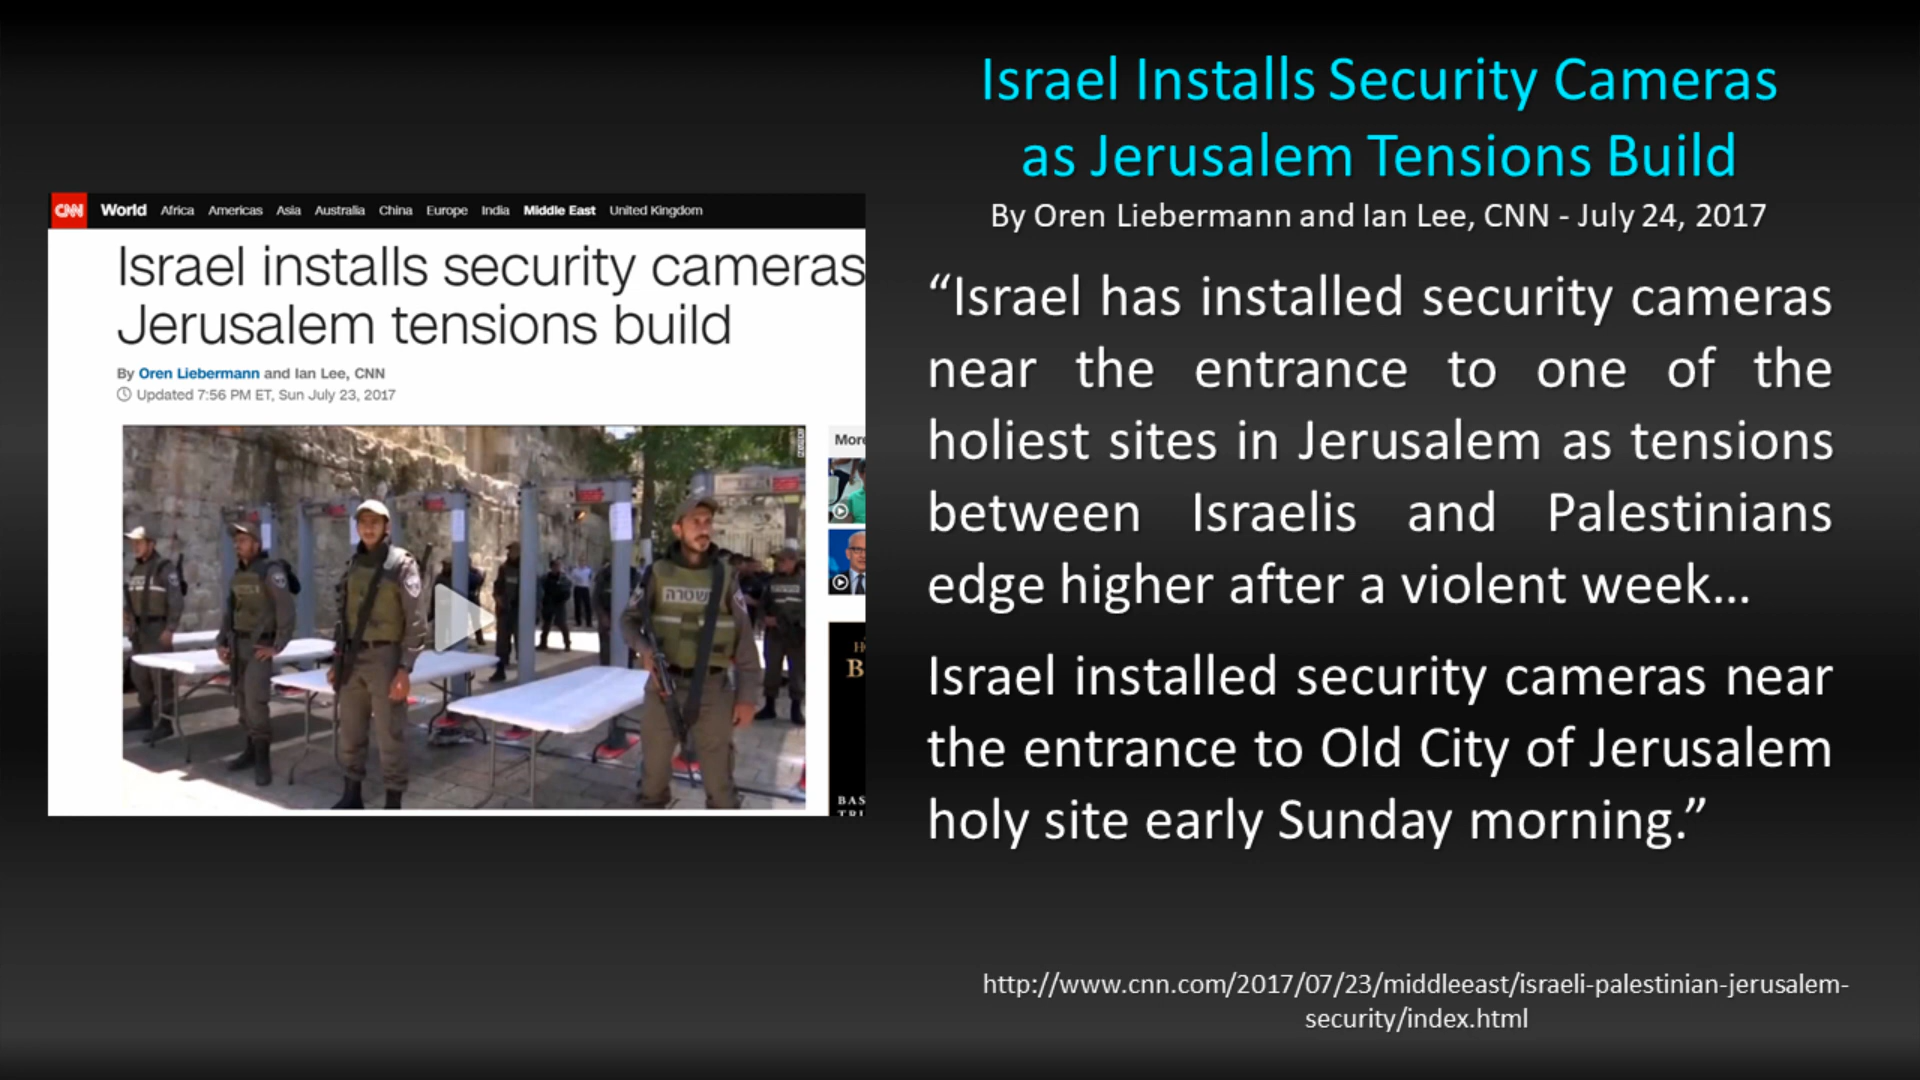 CNN World Africa Americas Asia Australia China Europe India Middle East United Kingdom
Israel installs security cameras
Jerusalem tensions build
By Oren Liebermann and Ian Lee, CNN
Updated 7:56 PM ET, Sun July 23, 2017
More
משטרה
B
BAS
Israel Installs Security Cameras
as Jerusalem Tensions Build
By Oren Liebermann and Ian Lee, CNN - July 24, 2017
“Israel has installed security cameras
near the entrance to one of the
holiest sites in Jerusalem as tensions
between Israelis and Palestinians
edge higher after a violent week...
Israel installed security cameras near
the entrance to Old City of Jerusalem
holy site early Sunday morning.”
http://www.cnn.com/2017/07/23/middleeast/israeli-palestinian-jerusalem-
security/index.html